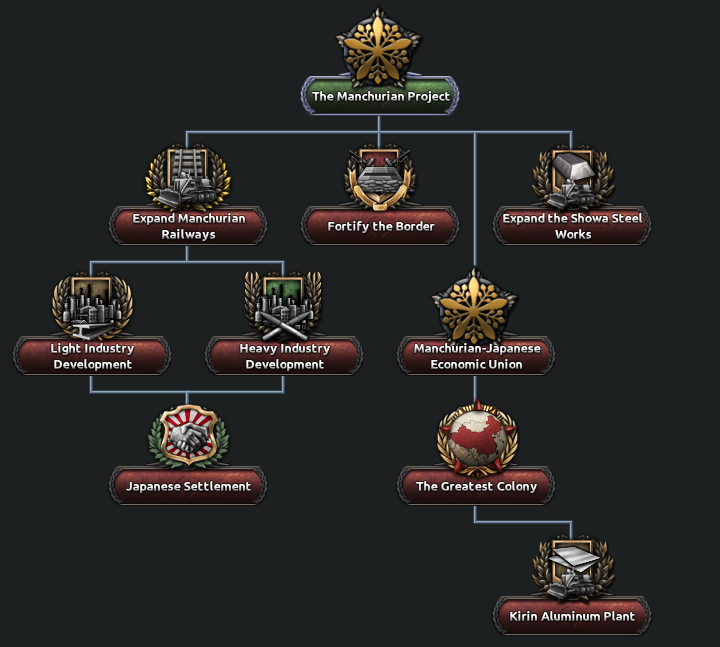 The Manchurian Project
Expand Manchurian
Railways
Fortify the Border
Expand the Showa Steel
Works
Light Industry
Development
Heavy Industry
Development
Manchurian-Japanese
Economic Union
Japanese Settlement
The Greatest Colony
Kirin Aluminum Plant